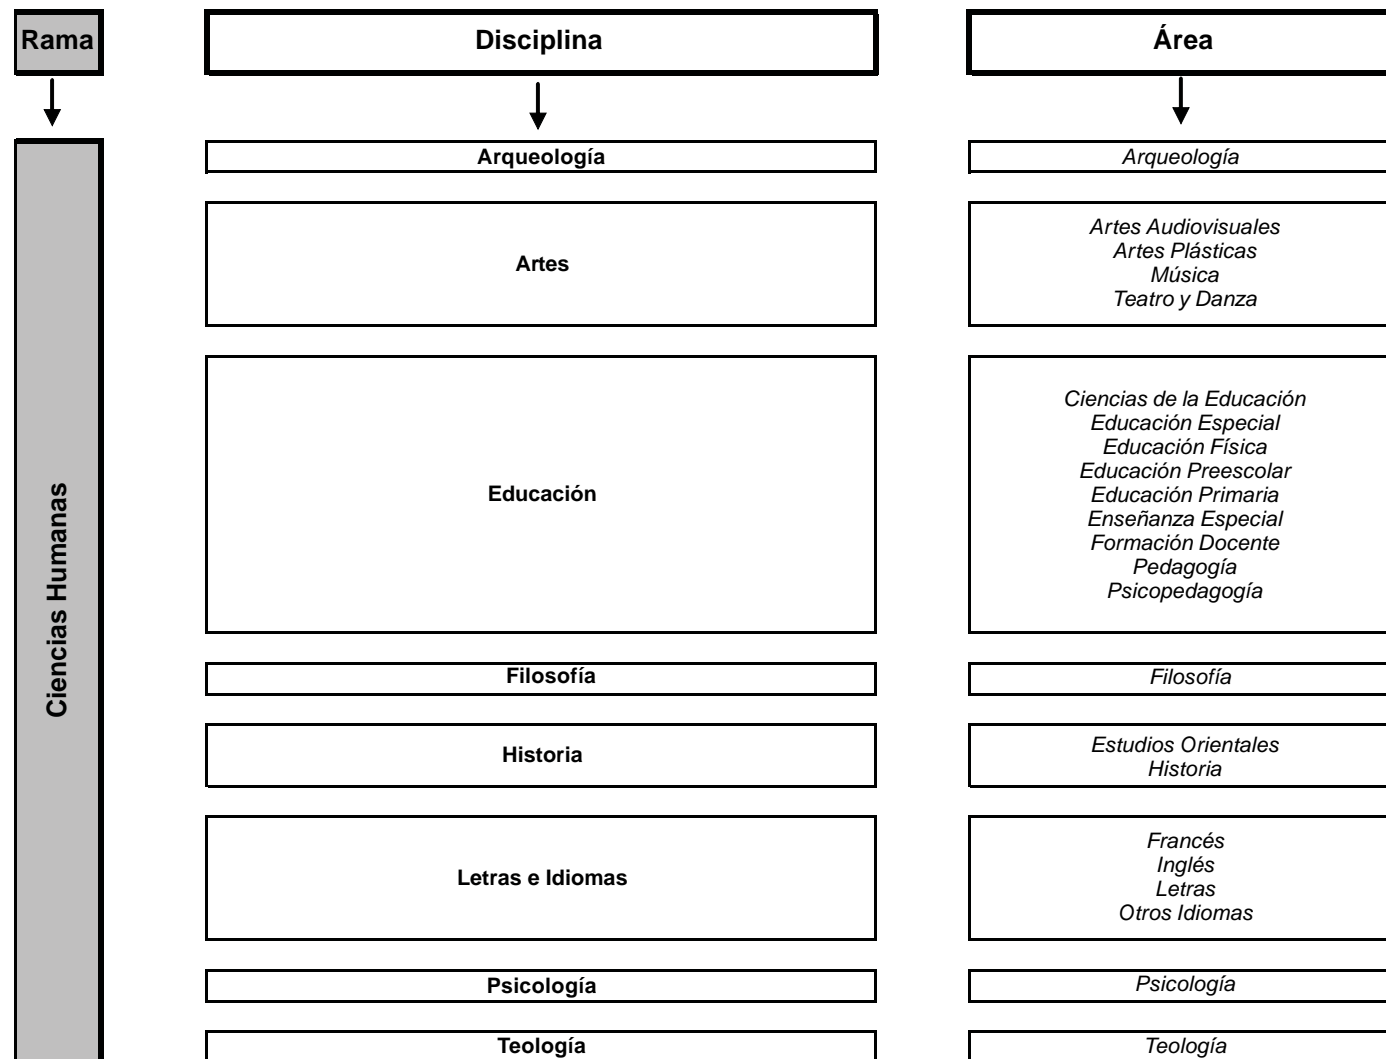 Rama
Disciplina
Área
Ciencias Humanas
Arqueología
Arqueología
Artes
Artes Audiovisuales
Artes Plásticas
Música
Teatro y Danza
Educación
Ciencias de la Educación
Educación Especial
Educación Física
Educación Preescolar
Educación Primaria
Enseñanza Especial
Formación Docente
Pedagogía
Psicopedagogía
Filosofía
Filosofía
Historia
Estudios Orientales
Historia
Letras e Idiomas
Francés
Inglés
Letras
Otros Idiomas
Psicología
Psicología
Teología
Teología